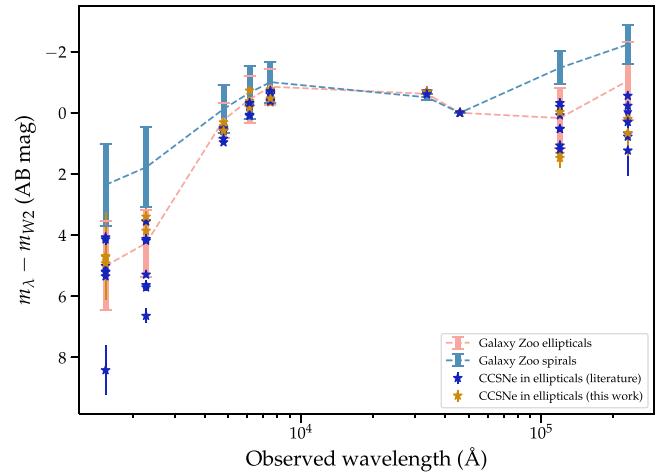 −2
0
2
4
6
8
m_λ − m_W2 (AB mag)
10^4
10^5
Observed wavelength (Å)
Galaxy Zoo ellipticals
Galaxy Zoo spirals
CCSNe in ellipticals (literature)
CCSNe in ellipticals (this work)